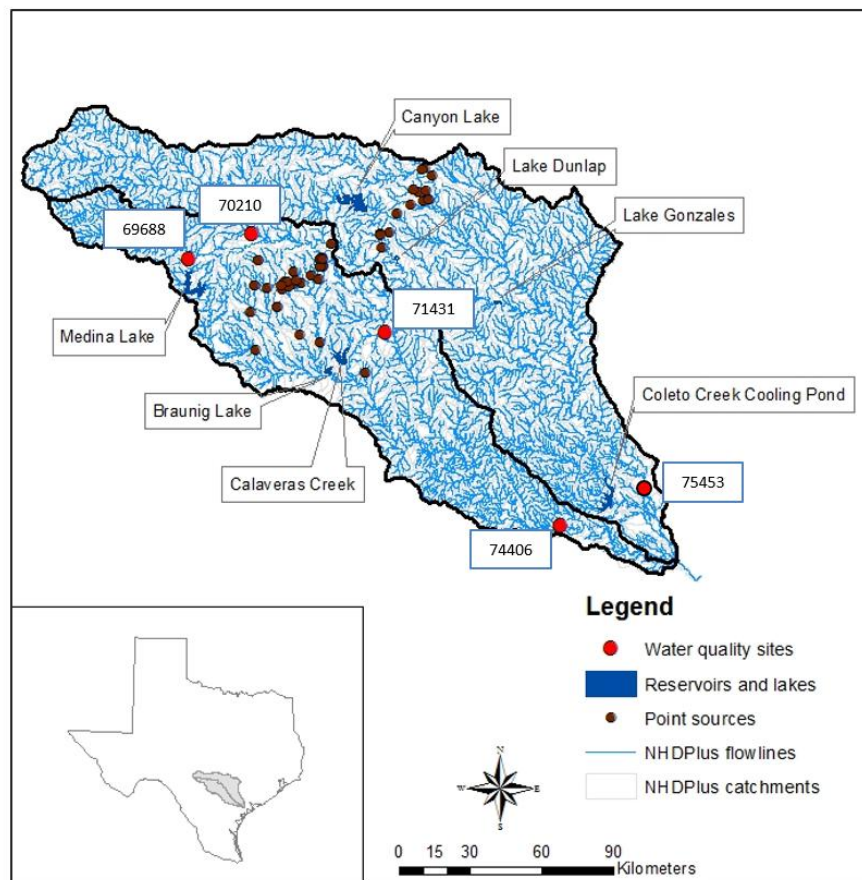 Canyon Lake
Lake Dunlap
70210
Lake Gonzales
69688
71431
Medina Lake
Coleto Creek Cooling Pond
Braunig Lake
75453
Calaveras Creek
74406
Legend
Water quality sites
Reservoirs and lakes
Point sources
NHDPlus flowlines
NHDPlus catchments
N
W E
S
0 15 30 60 90
Kilometers